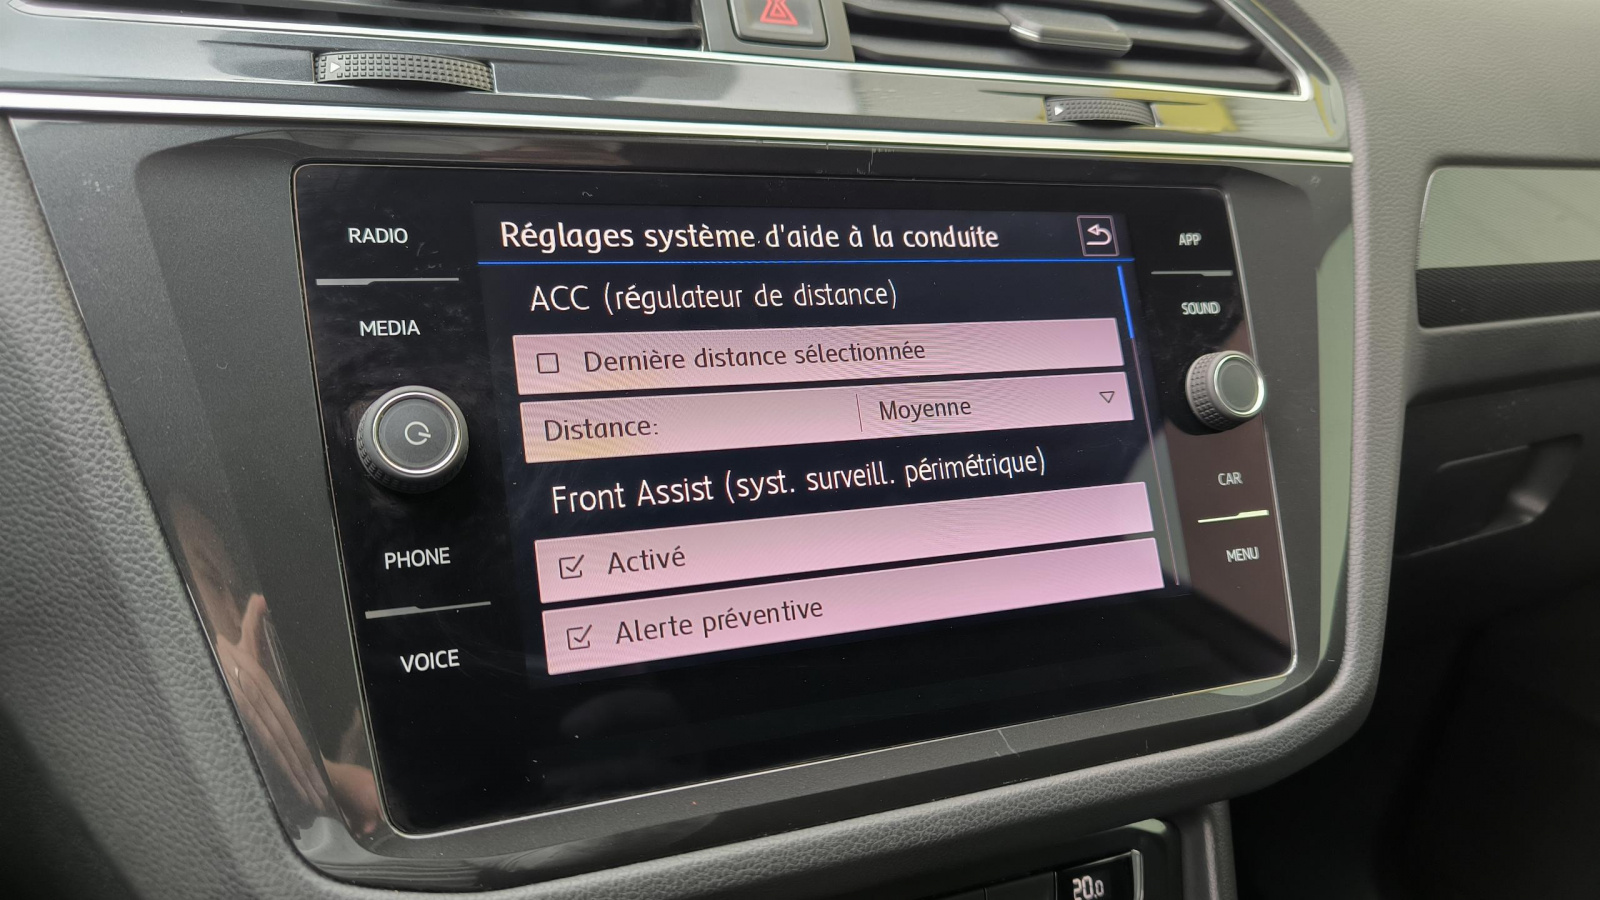 RADIO
MEDIA
PHONE
VOICE
Réglages système d'aide à la conduite
ACC (régulateur de distance)
Dernière distance sélectionnée
Distance:
Moyenne
Front Assist (syst. surveill. périmétrique)
Activé
Alerte préventive
APP
SOUND
CAR
MENU
20.0